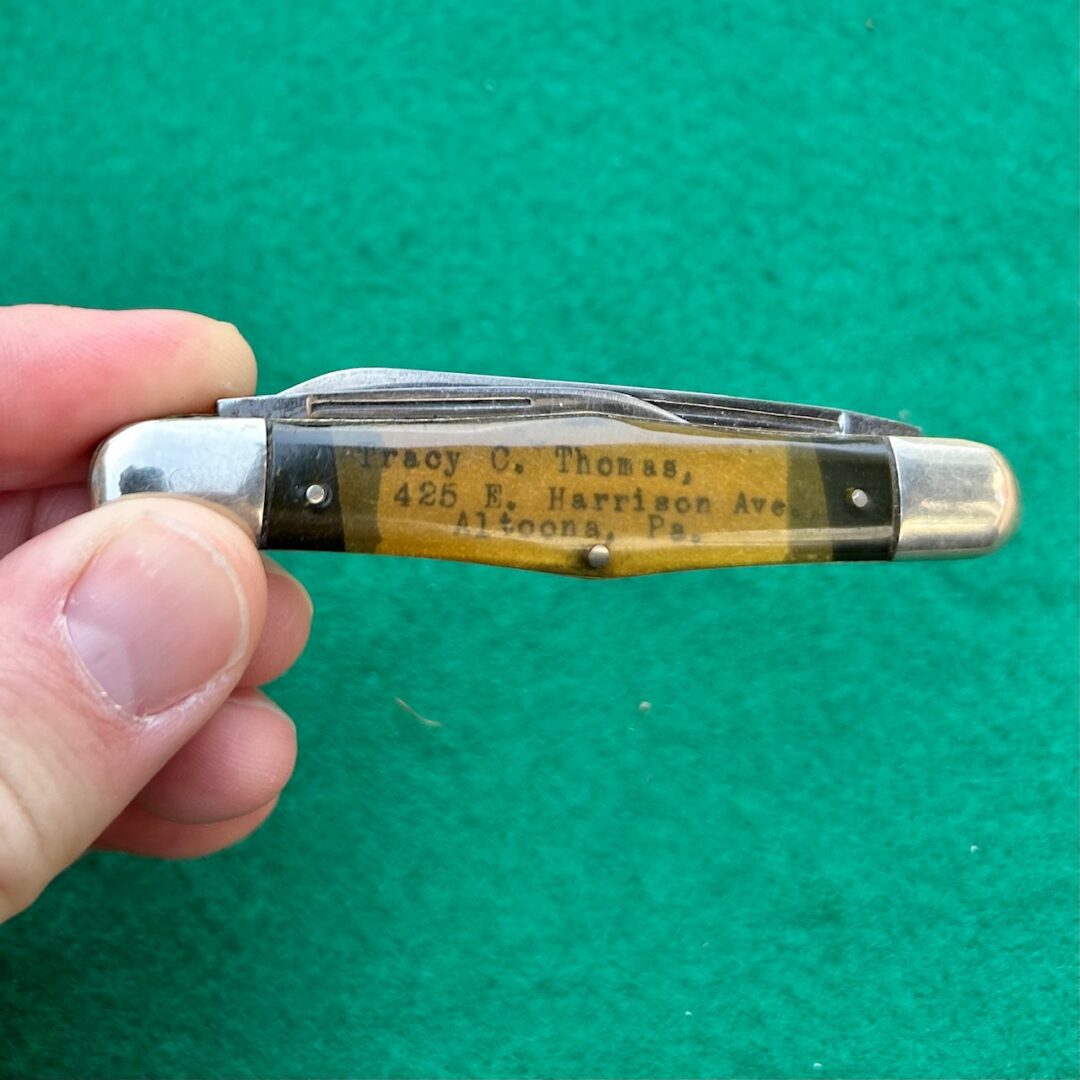 Tracy C. Thomas,
425 E. Harrison Ave.
Altoona, Pa.